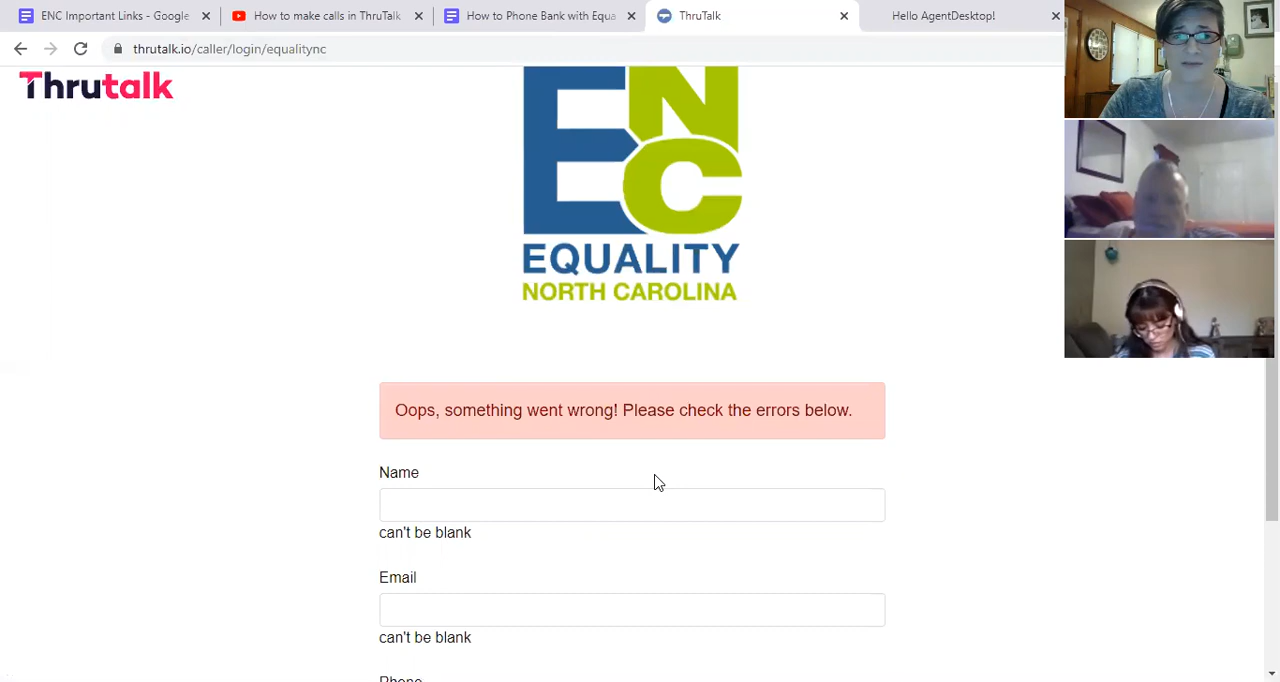 ENC Important Links - Google
How to make calls in ThruTalk
How to Phone Bank with Equa
ThruTalk
Hello AgentDesktop!
thrutalk.io/caller/login/equalitync
Thrutalk
ENC
EQUALITY
NORTH CAROLINA
Oops, something went wrong! Please check the errors below.
Name
can't be blank
Email
can't be blank
Phone